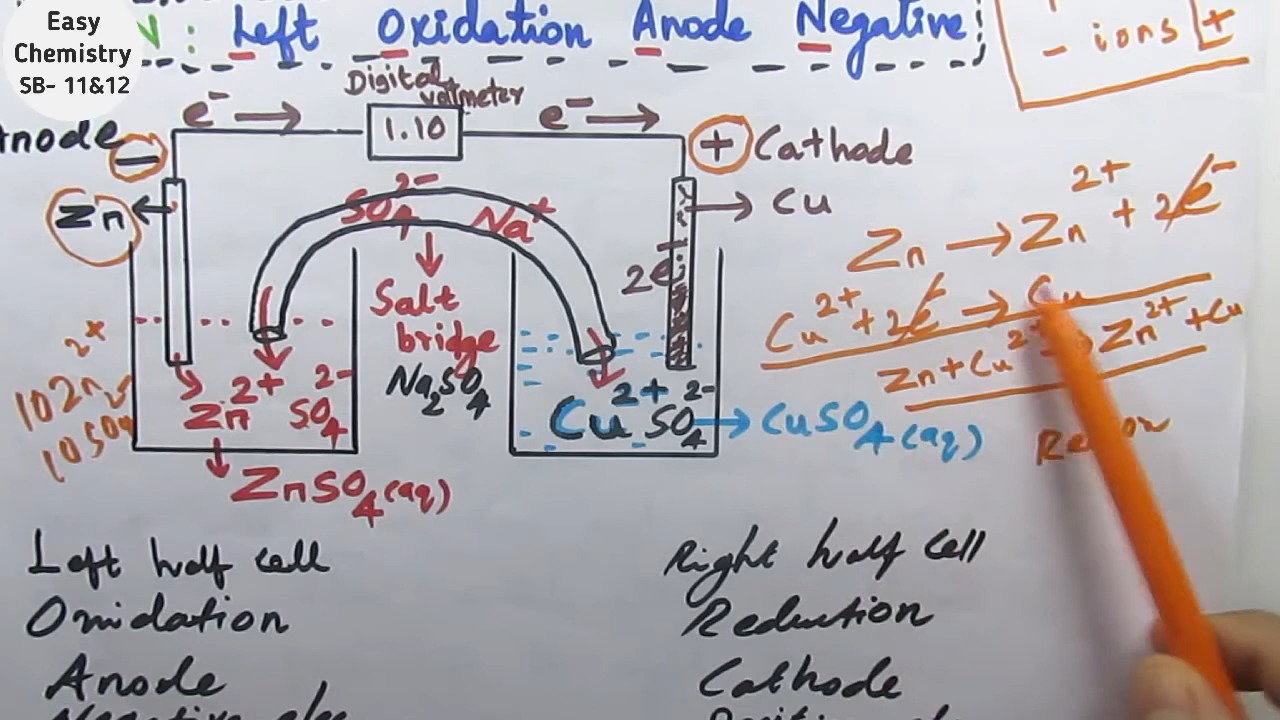 Easy
Chemistry
SB- 11&12
: Left Oxidation Anode Negative
- ions +
Digital
voltmeter
e⁻ → 1.10 e⁻ →
Anode − + Cathode
Zn Cu
SO₄²⁻ Na⁺
2e⁻
Salt
bridge
Na₂SO₄
Zn → Zn²⁺ + 2e⁻
Cu²⁺ + 2e⁻ → Cu
Zn + Cu²⁺ Zn²⁺ + Cu
10Zn²⁺
10SO₄²⁻
Zn²⁺ SO₄²⁻
Cu²⁺ SO₄²⁻ → CuSO₄(aq)
ZnSO₄(aq)
Left half cell
Right half cell
Oxidation
Reduction
Anode
Cathode